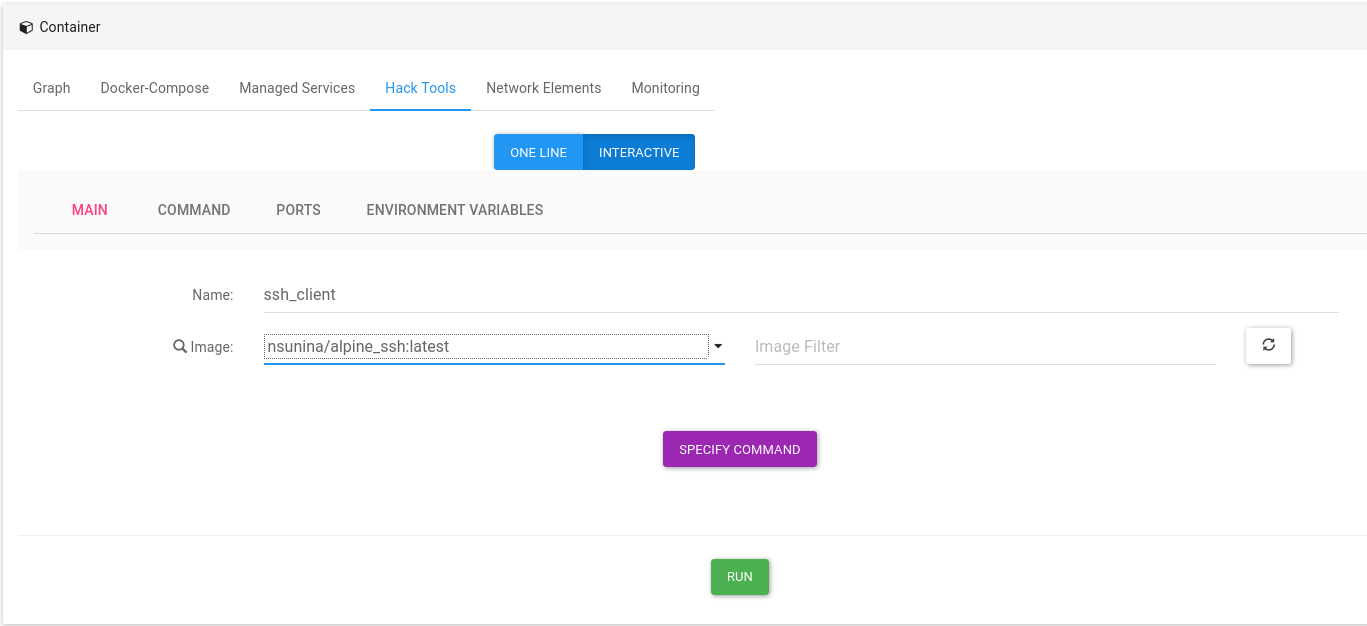 Container
Graph Docker-Compose Managed Services Hack Tools Network Elements Monitoring
ONE LINE INTERACTIVE
MAIN COMMAND PORTS ENVIRONMENT VARIABLES
Name: ssh_client
Image: nsunina/alpine_ssh:latest Image Filter
SPECIFY COMMAND
RUN